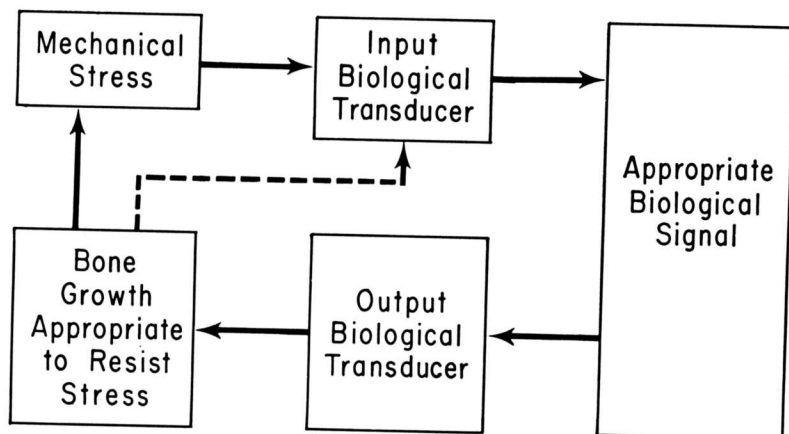 Mechanical
Stress
Input
Biological
Transducer
Appropriate
Biological
Signal
Bone
Growth
Appropriate
to Resist
Stress
Output
Biological
Transducer